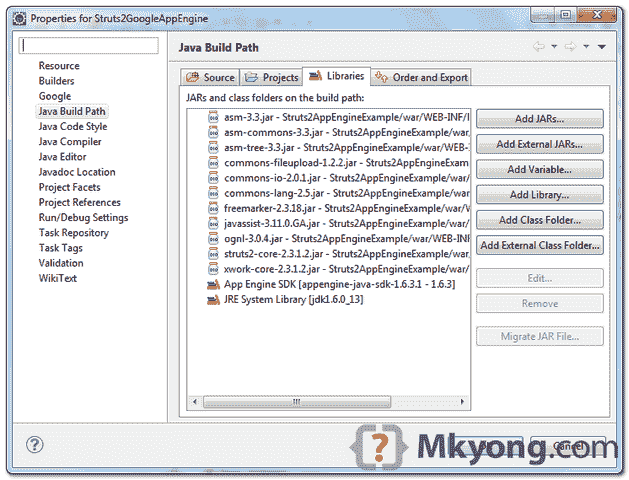 Properties for Struts2GoogleAppEngine
Resource
Builders
Google
Java Build Path
Java Code Style
Java Compiler
Java Editor
Javadoc Location
Project Facets
Project References
Run/Debug Settings
Task Repository
Task Tags
Validation
WikiText
Java Build Path
Source Projects Libraries Order and Export
JARs and class folders on the build path:
asm-3.3.jar - Struts2AppEngineExample/war/WEB-INF/l
asm-commons-3.3.jar - Struts2AppEngineExample/war/
asm-tree-3.3.jar - Struts2AppEngineExample/war/WEB-
commons-fileupload-1.2.2.jar - Struts2AppEngineExam
commons-io-2.0.1.jar - Struts2AppEngineExample/war/
commons-lang-2.5.jar - Struts2AppEngineExample/war
freemarker-2.3.18.jar - Struts2AppEngineExample/war/
javassist-3.11.0.GA.jar - Struts2AppEngineExample/war
ognl-3.0.4.jar - Struts2AppEngineExample/war/WEB-INF
struts2-core-2.3.1.2.jar - Struts2AppEngineExample/wa
xwork-core-2.3.1.2.jar - Struts2AppEngineExample/war/
App Engine SDK [appengine-java-sdk-1.6.3.1 - 1.6.3]
JRE System Library [jdk1.6.0_13]
Add JARs...
Add External JARs...
Add Variable...
Add Library...
Add Class Folder...
Add External Class Folder...
Edit...
Remove
Migrate JAR File...
Cancel
Mkyong.com